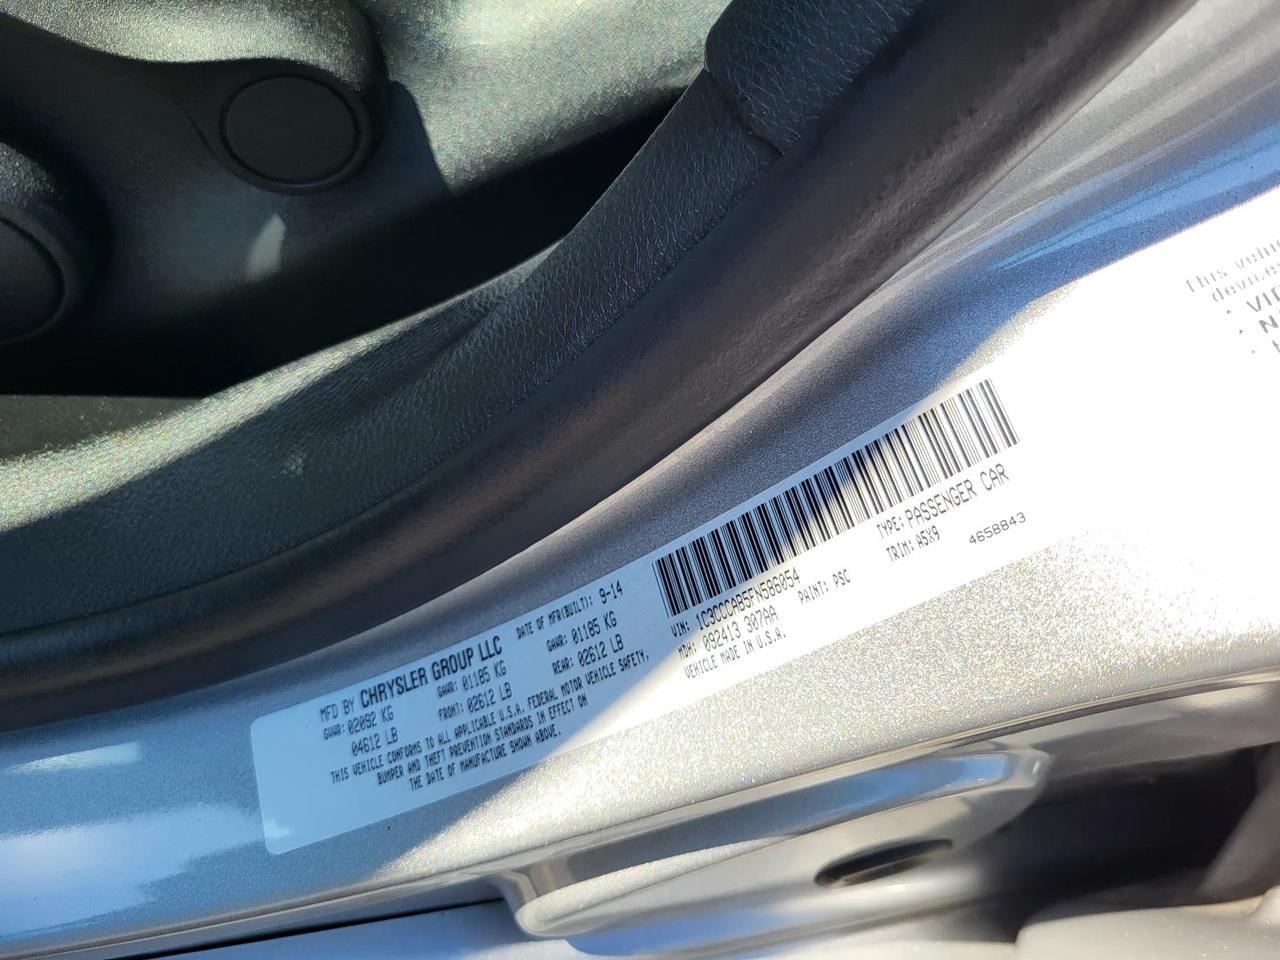 MFD BY CHRYSLER GROUP LLC DATE OF MFR(BUILT): 9-14
GVWR: 02092 KG GAWR: 01185 KG GAWR: 01185 KG
04612 LB FRONT: 02612 LB REAR: 02612 LB
THIS VEHICLE CONFORMS TO ALL APPLICABLE U.S.A. FEDERAL MOTOR VEHICLE SAFETY,
BUMPER AND THEFT PREVENTION STANDARDS IN EFFECT ON
THE DATE OF MANUFACTURE SHOWN ABOVE.
VIN: 1C3CCCAB5FN586054 TYPE: PASSENGER CAR
MDH: 092413 307AA PAINT: PSC TRIM: A5X9
VEHICLE MADE IN U.S.A. 4658843
This